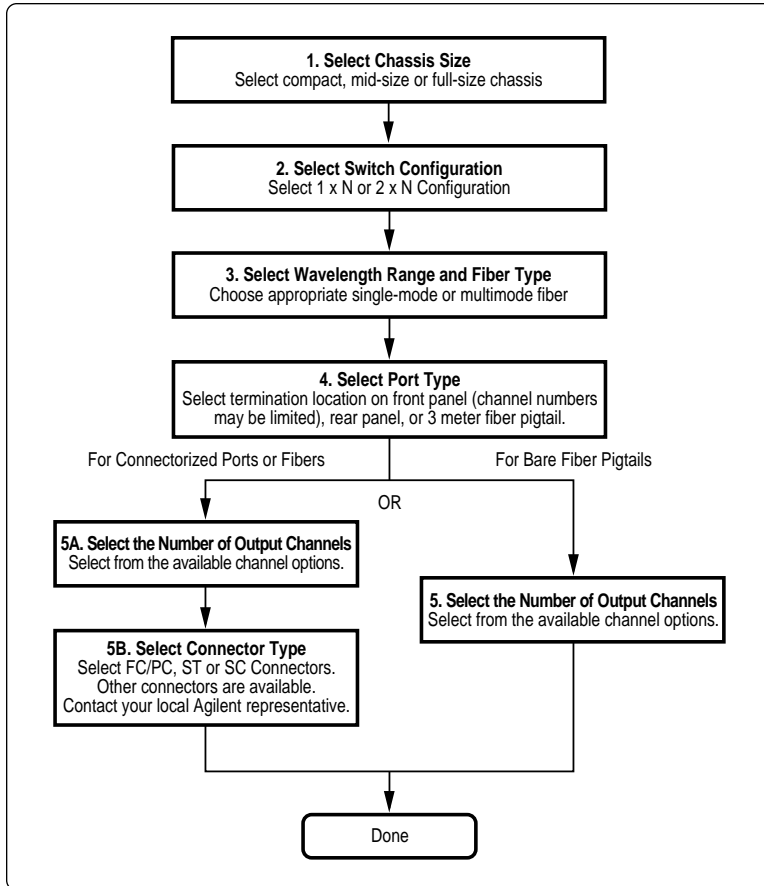 1. Select Chassis Size
Select compact, mid-size or full-size chassis
2. Select Switch Configuration
Select 1 x N or 2 x N Configuration
3. Select Wavelength Range and Fiber Type
Choose appropriate single-mode or multimode fiber
4. Select Port Type
Select termination location on front panel (channel numbers
may be limited), rear panel, or 3 meter fiber pigtail.
For Connectorized Ports or Fibers
For Bare Fiber Pigtails
OR
5A. Select the Number of Output Channels
Select from the available channel options.
5B. Select Connector Type
Select FC/PC, ST or SC Connectors.
Other connectors are available.
Contact your local Agilent representative.
5. Select the Number of Output Channels
Select from the available channel options.
Done